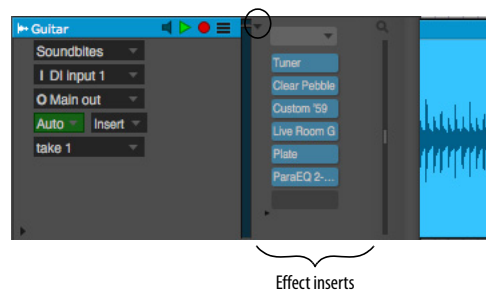 Guitar
Soundbites
I DI input 1
O Main out
Auto Insert
take 1
Tuner
Clear Pebble
Custom '59
Live Room G
Plate
ParaEQ 2-...
Effect inserts